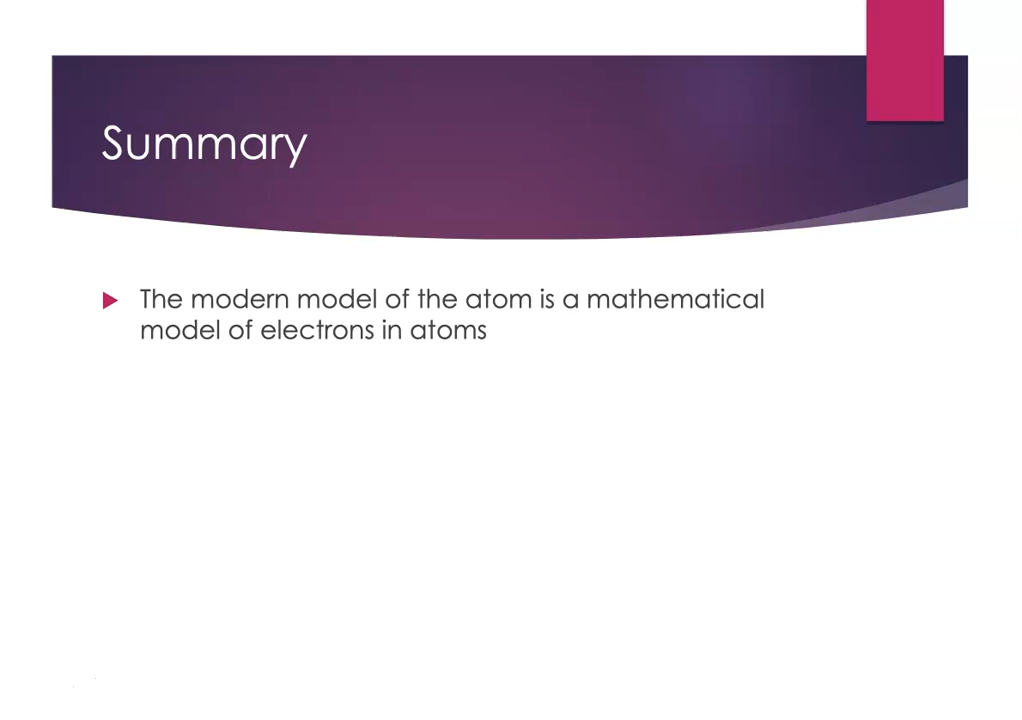 Summary
The modern model of the atom is a mathematical
model of electrons in atoms